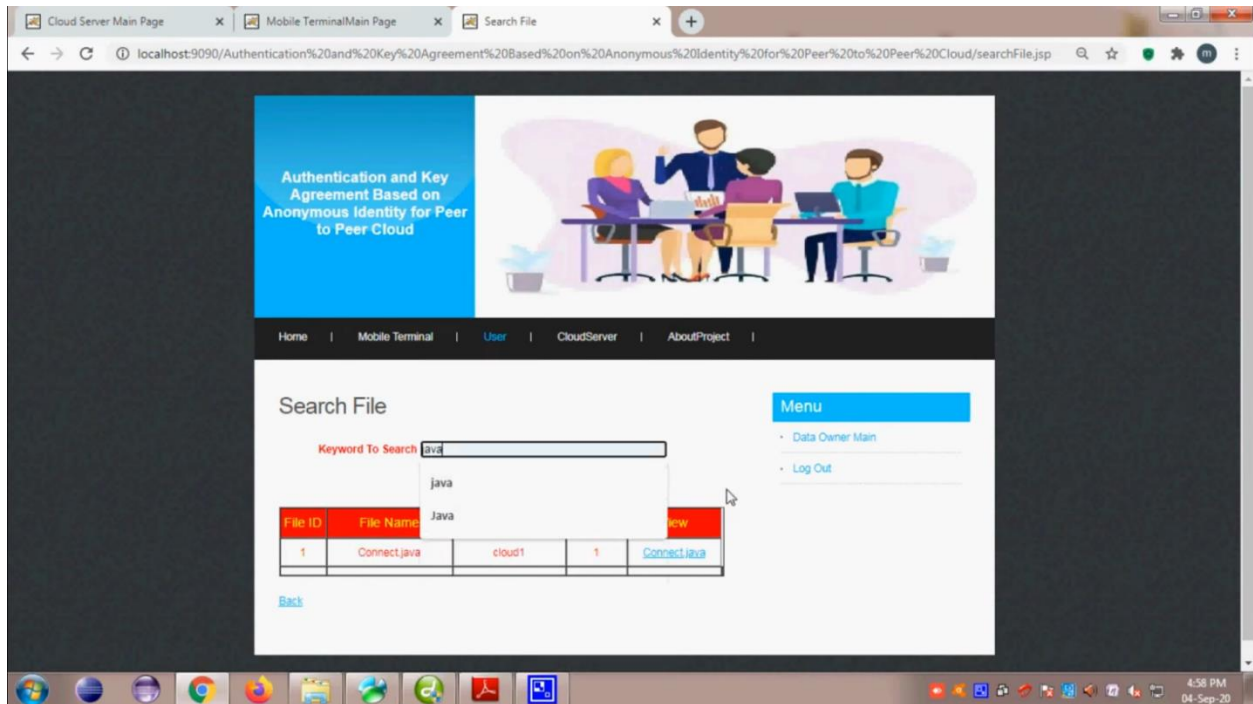 Cloud Server Main Page
Mobile TerminalMain Page
Search File
localhost:9090/Authentication%20and%20Key%20Agreement%20Based%20on%20Anonymous%20Identity%20for%20Peer%20to%20Peer%20Cloud/searchFile.jsp
m
Authentication and Key
Agreement Based on
Anonymous Identity for Peer
to Peer Cloud
Home | Mobile Terminal | User | CloudServer | AboutProject |
Search File
Menu
Keyword To Search java
· Data Owner Main
· Log Out
java
Java
File ID File Name iew
1 Connect.java cloud1 1 Connect.java
Back
4:58 PM
04-Sep-20